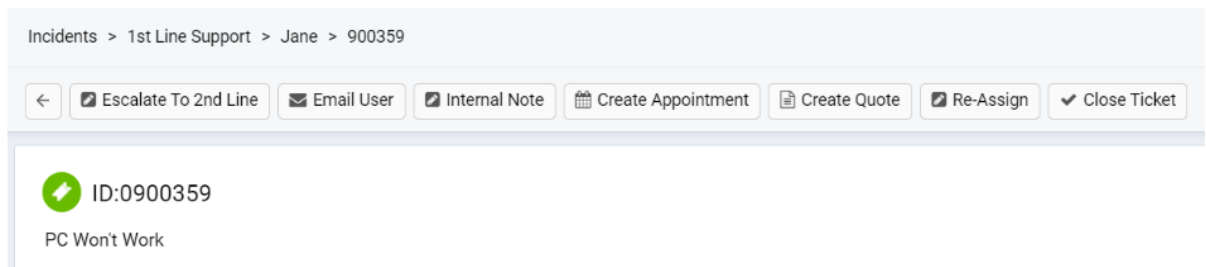 Incidents > 1st Line Support > Jane > 900359
Escalate To 2nd Line Email User Internal Note Create Appointment Create Quote Re-Assign Close Ticket
ID:0900359
PC Won't Work